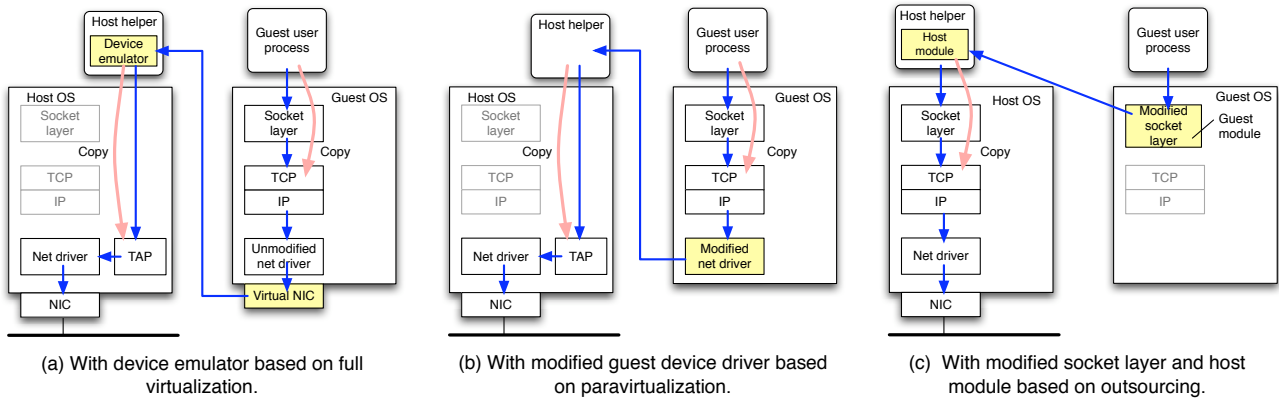 Host helper
Device
emulator
Guest user
process
Host OS
Guest OS
Socket
layer
Socket
layer
Copy
Copy
TCP
TCP
IP
IP
Net driver
TAP
Unmodified
net driver
NIC
Virtual NIC
(a) With device emulator based on full
virtualization.
Host helper
Guest user
process
Host OS
Guest OS
Socket
layer
Socket
layer
Copy
Copy
TCP
TCP
IP
IP
Net driver
TAP
Modified
net driver
NIC
(b) With modified guest device driver based
on paravirtualization.
Host helper
Host
module
Guest user
process
Host OS
Guest OS
Socket
layer
Modified
socket
layer
Guest
module
Copy
TCP
TCP
IP
IP
Net driver
NIC
(c) With modified socket layer and host
module based on outsourcing.